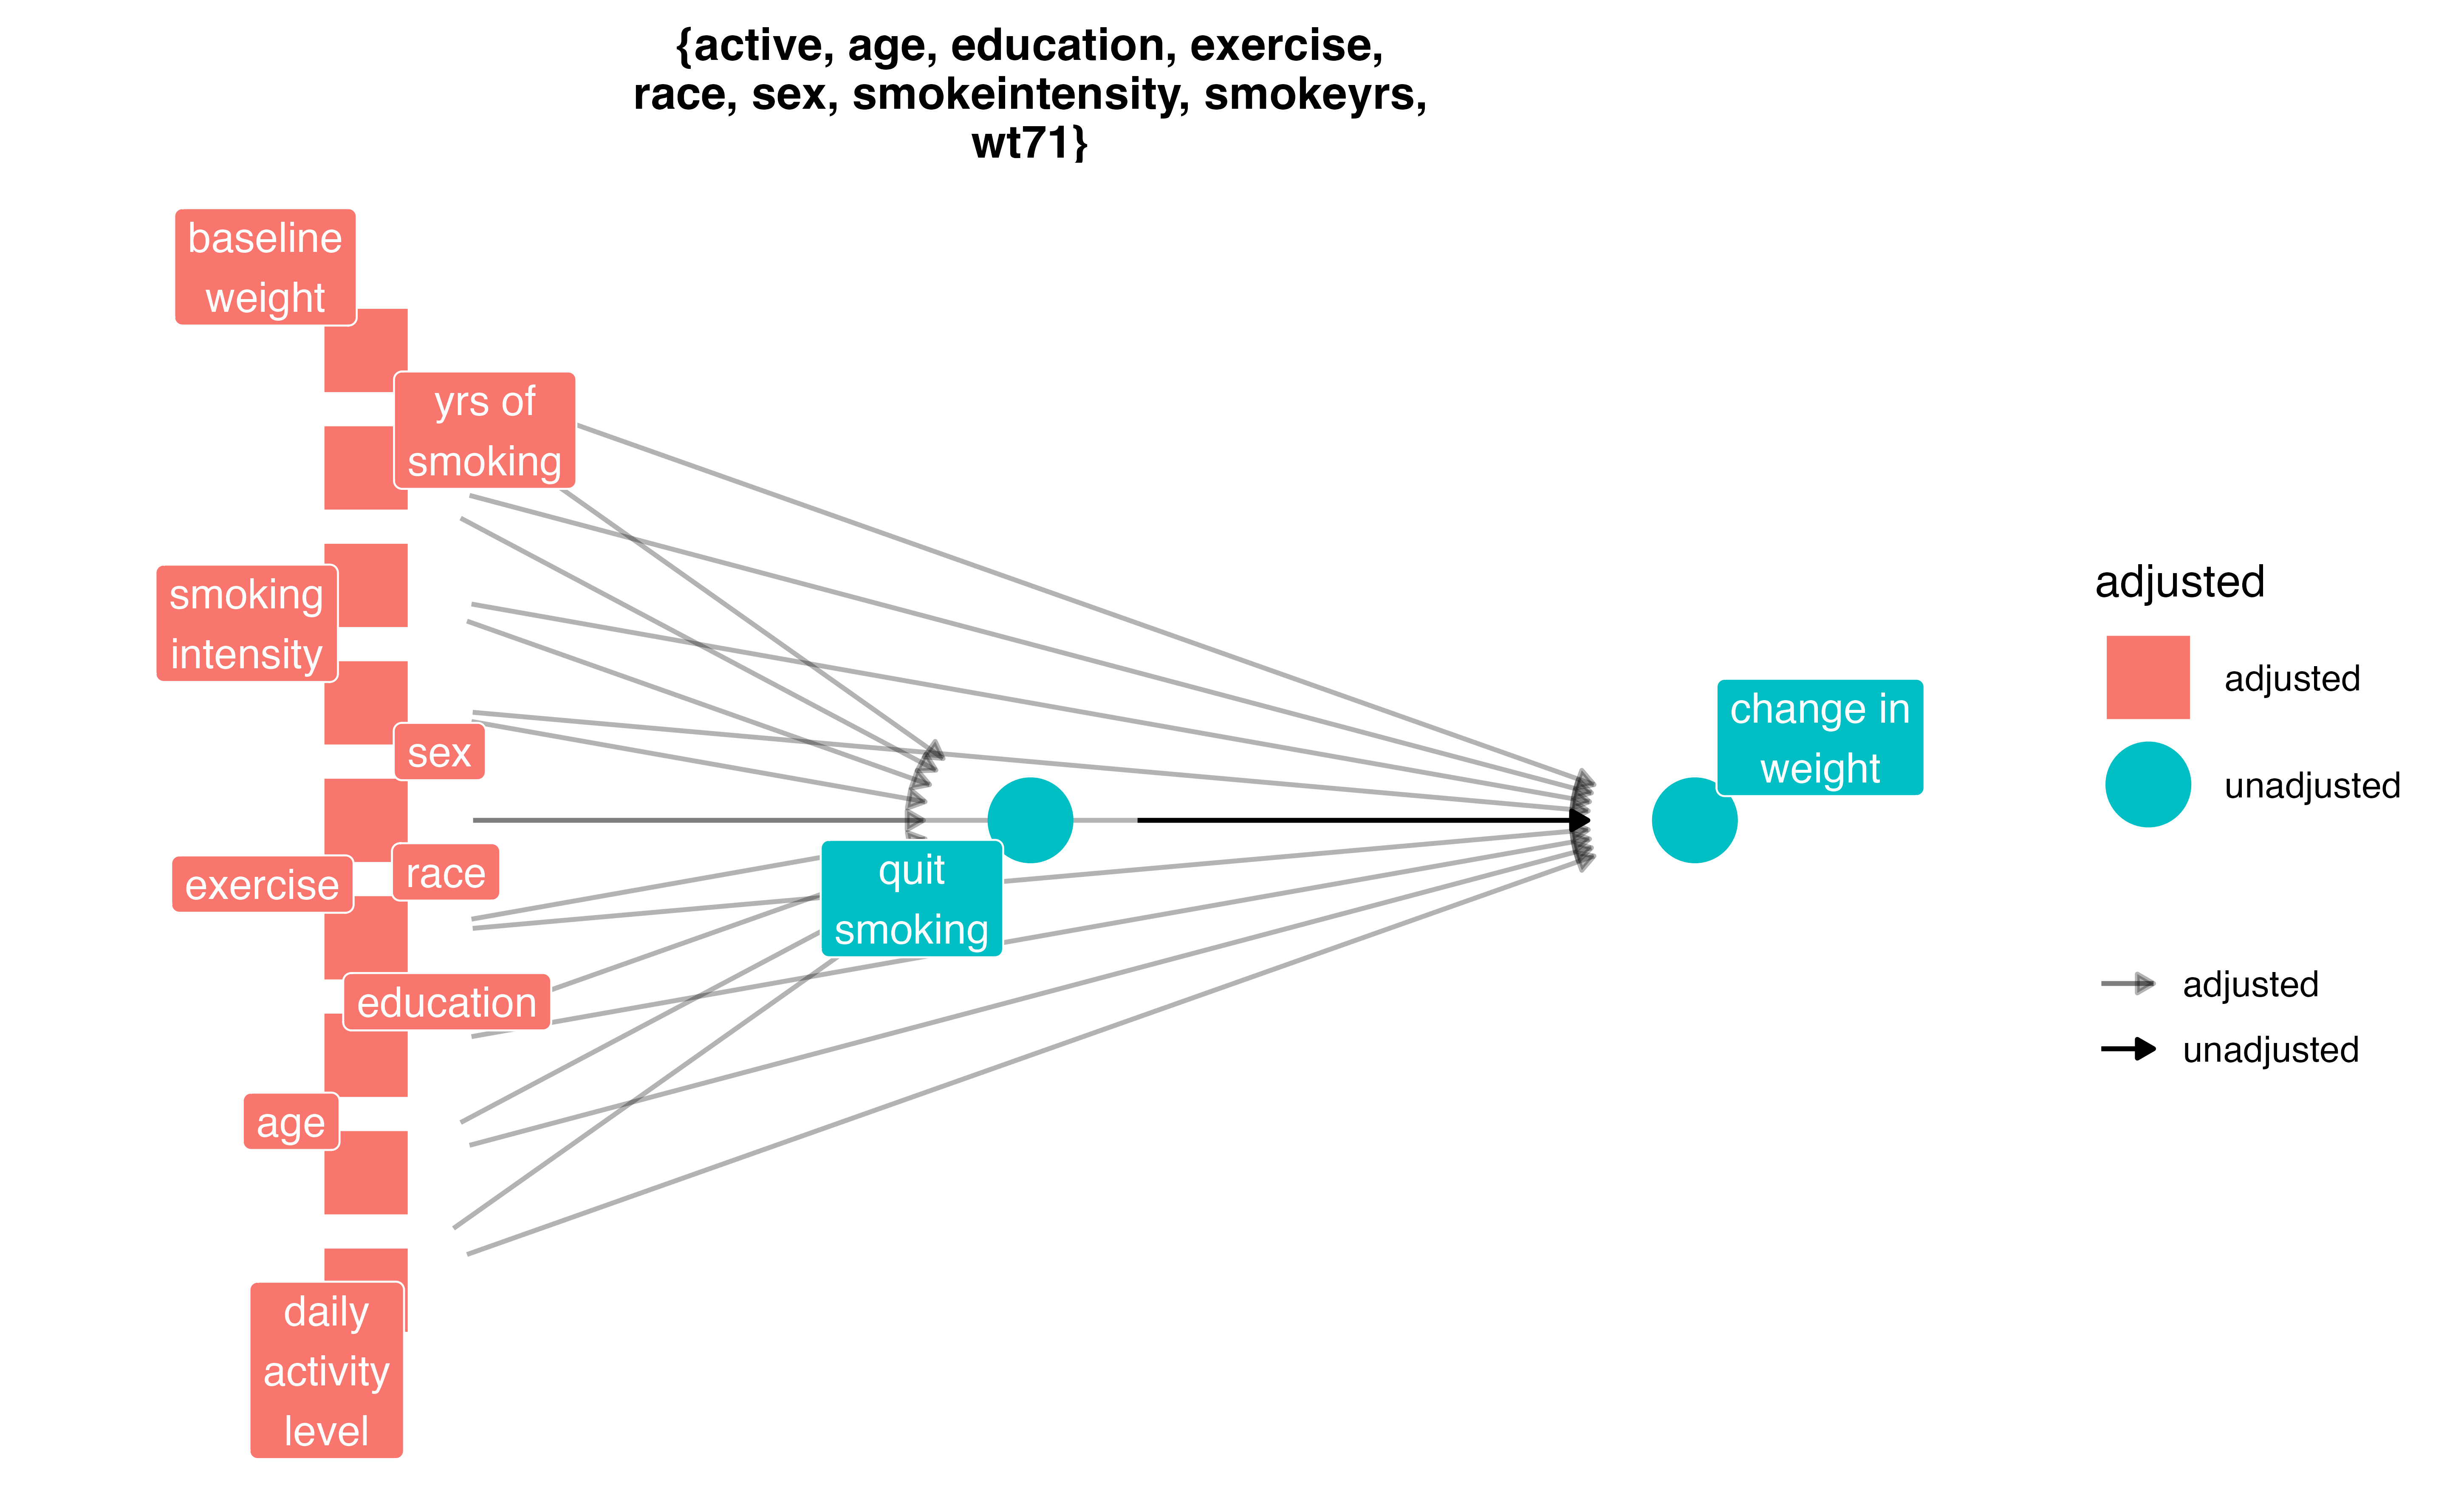 {active, age, education, exercise,
race, sex, smokeintensity, smokeyrs,
wt71}
baseline
weight
yrs of
smoking
smoking
intensity
sex
race
exercise
education
age
daily
activity
level
quit
smoking
change in
weight
adjusted
adjusted
unadjusted
adjusted
unadjusted